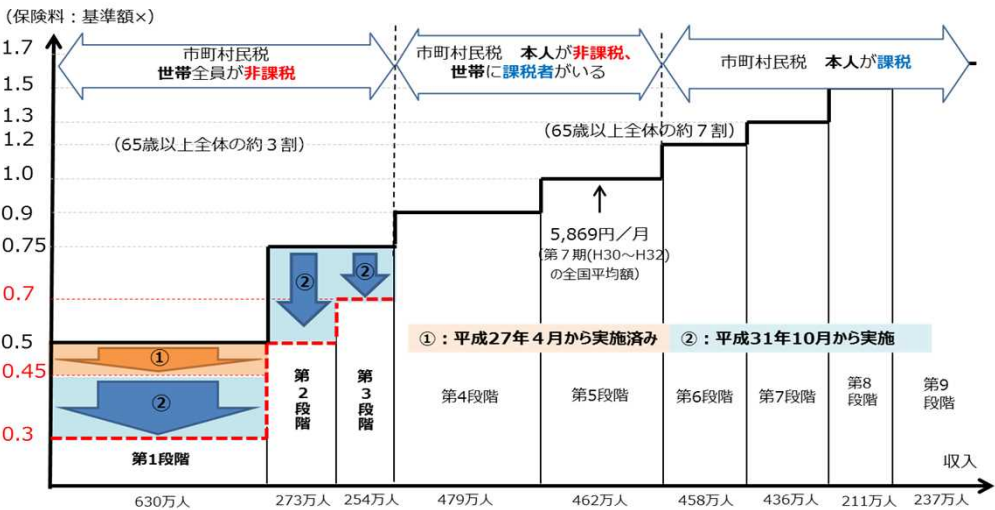 （保険料：基準額×）
1.7
1.5
1.3
1.2
1.0
0.9
0.75
0.7
0.5
0.45
0.3
市町村民税
世帯全員が非課税
市町村民税　本人が非課税、
世帯に課税者がいる
市町村民税　本人が課税
（65歳以上全体の約３割）
（65歳以上全体の約７割）
5,869円／月
（第７期(H30～H32)
の全国平均額）
②
②
①
②
①：平成27年４月から実施済み
②：平成31年10月から実施
第1段階
第２段階
第３段階
第4段階
第5段階
第6段階
第7段階
第8
段階
第9
段階
収入
630万人
273万人
254万人
479万人
462万人
458万人
436万人
211万人
237万人